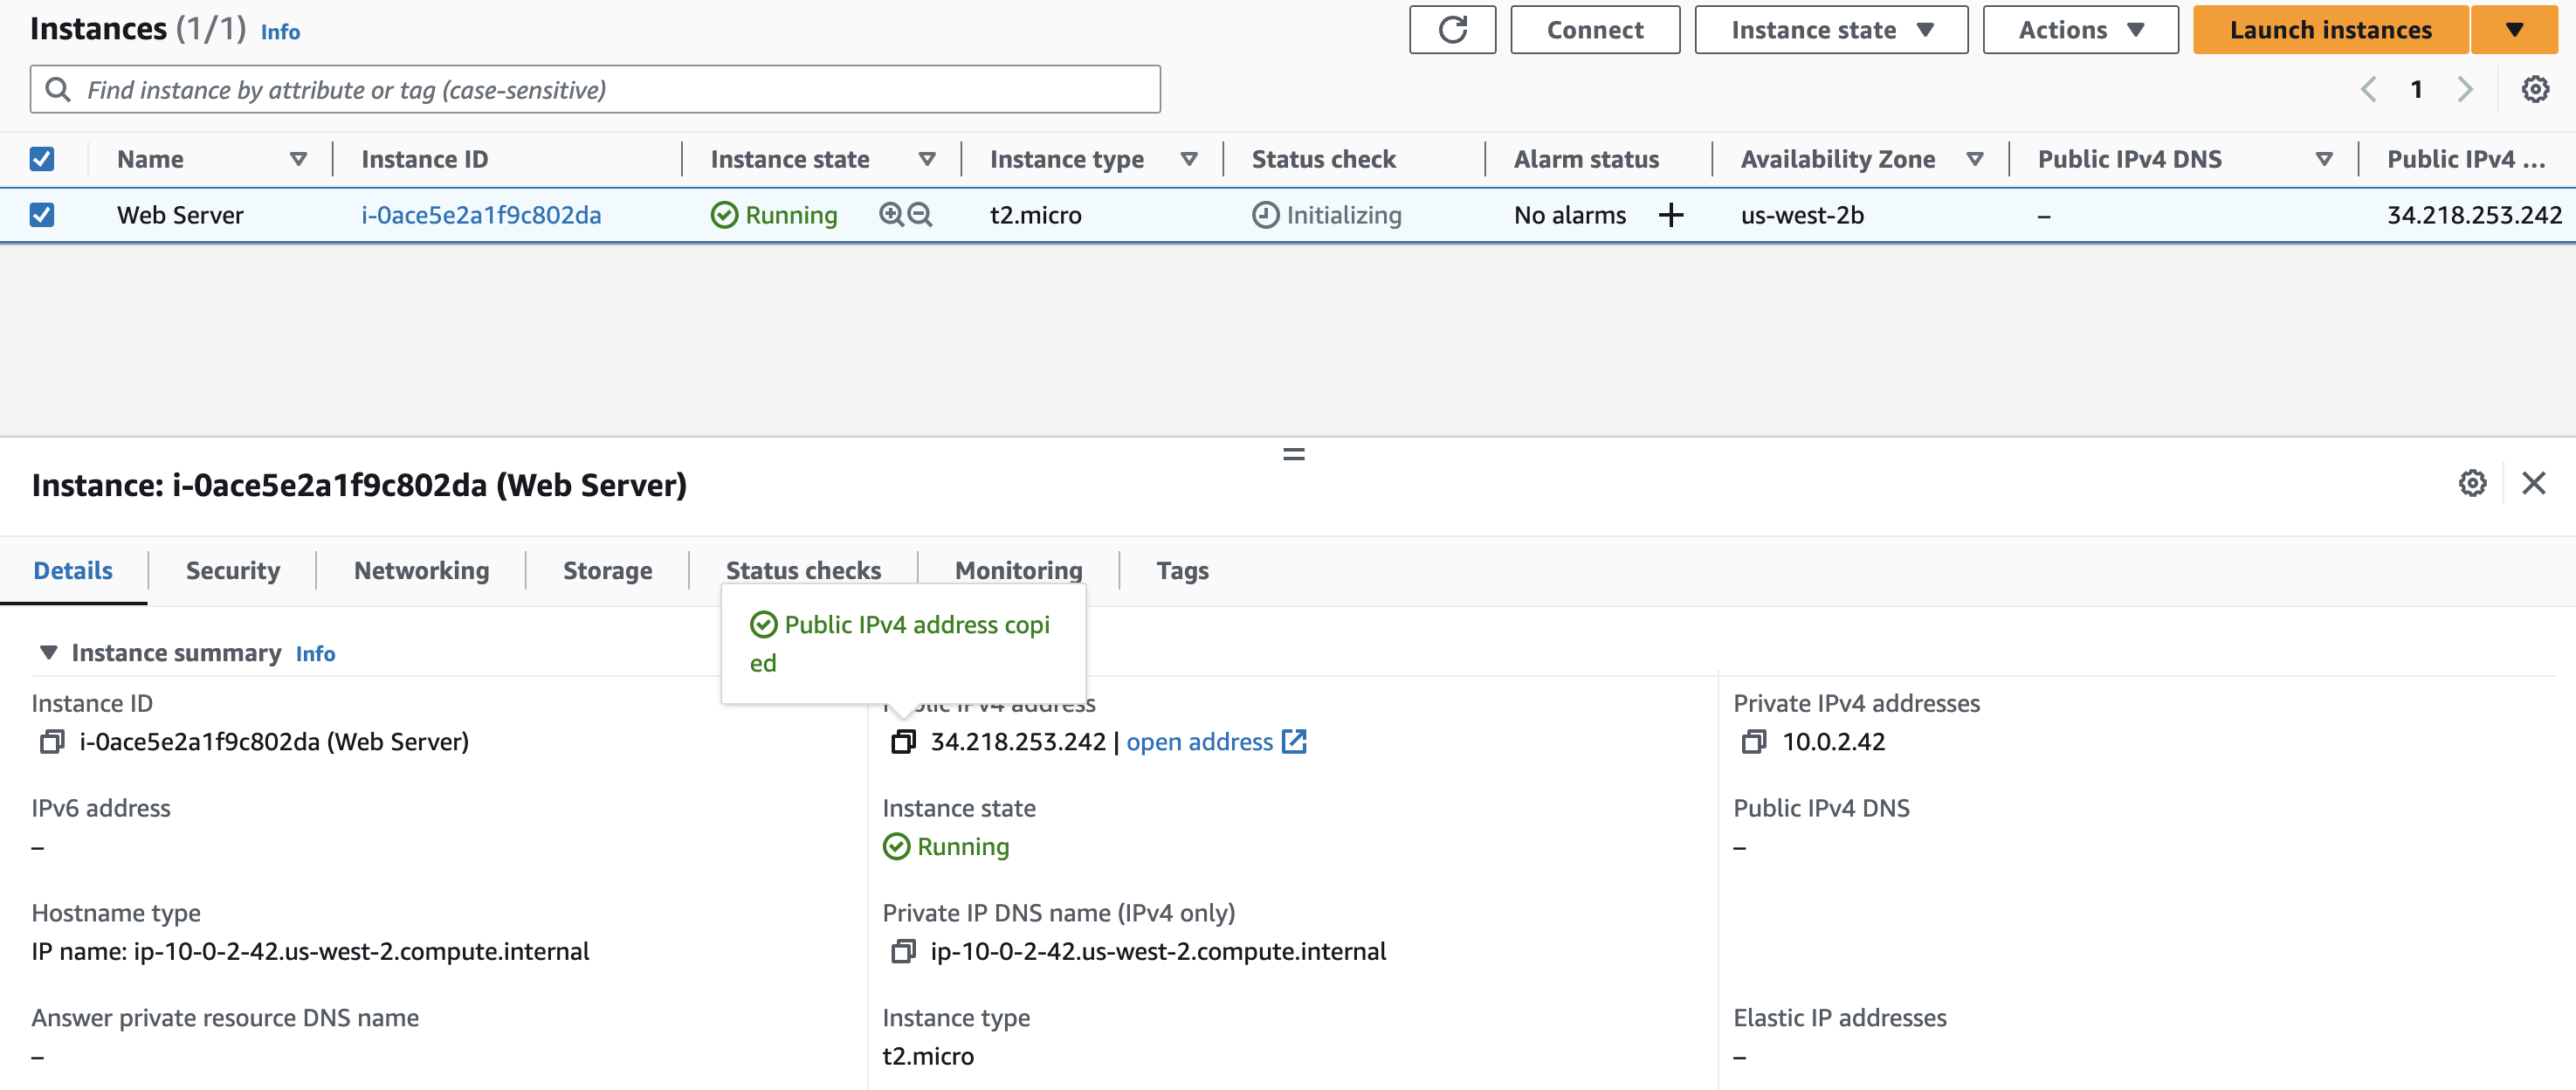 Instances (1/1) Info
Connect
Instance state
Actions
Launch instances
Find instance by attribute or tag (case-sensitive)
1
Name Instance ID Instance state Instance type Status check Alarm status Availability Zone Public IPv4 DNS Public IPv4 ...
Web Server i-0ace5e2a1f9c802da Running t2.micro Initializing No alarms + us-west-2b – 34.218.253.242
Instance: i-0ace5e2a1f9c802da (Web Server)
Details Security Networking Storage Status checks Monitoring Tags
Public IPv4 address copi
ed
Instance summary Info
Instance ID
i-0ace5e2a1f9c802da (Web Server)
Public IPv4 address
34.218.253.242 | open address
Private IPv4 addresses
10.0.2.42
IPv6 address
–
Instance state
Running
Public IPv4 DNS
–
Hostname type
IP name: ip-10-0-2-42.us-west-2.compute.internal
Private IP DNS name (IPv4 only)
ip-10-0-2-42.us-west-2.compute.internal
Answer private resource DNS name
–
Instance type
t2.micro
Elastic IP addresses
–